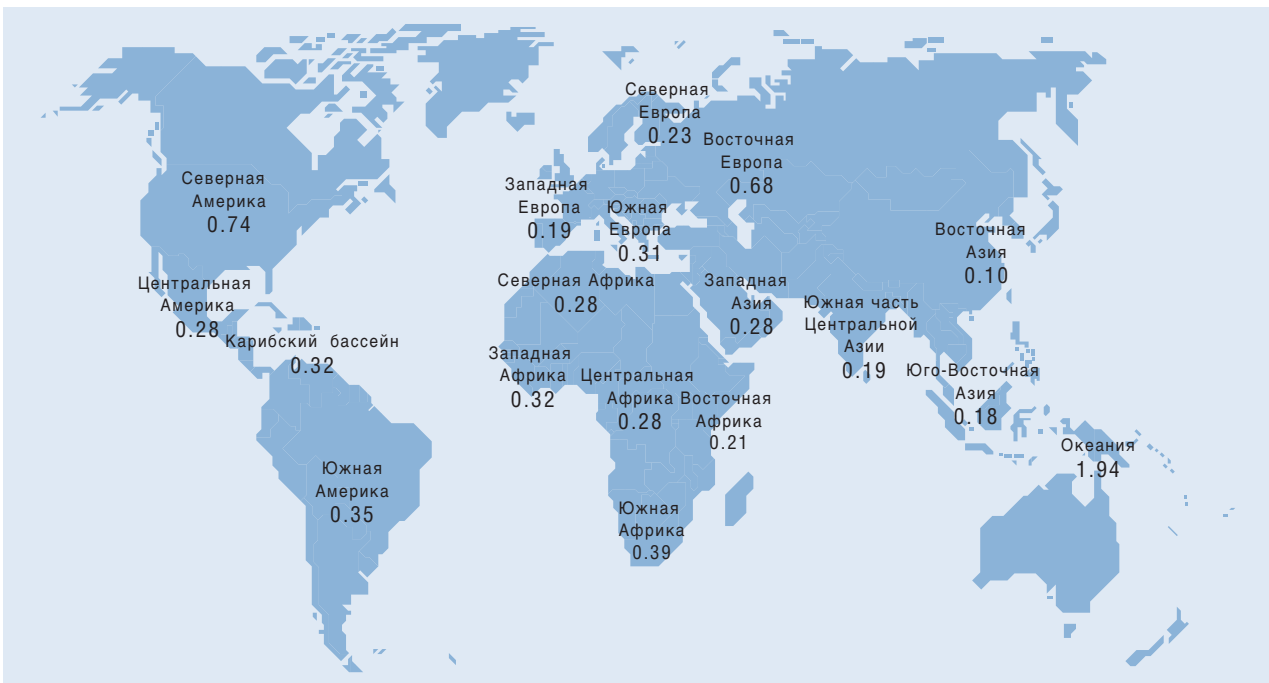 Северная
Европа
0.23
Восточная
Европа
0.68
Северная
Америка
0.74
Западная
Европа
0.19
Южная
Европа
0.31
Восточная
Азия
0.10
Центральная
Америка
0.28
Северная Африка
0.28
Западная
Азия
0.28
Южная часть
Центральной
Азии
0.19
Карибский бассейн
0.32
Западная
Африка
0.32
Центральная
Африка
0.28
Восточная
Африка
0.21
Юго-Восточная
Азия
0.18
Океания
1.94
Южная
Америка
0.35
Южная
Африка
0.39